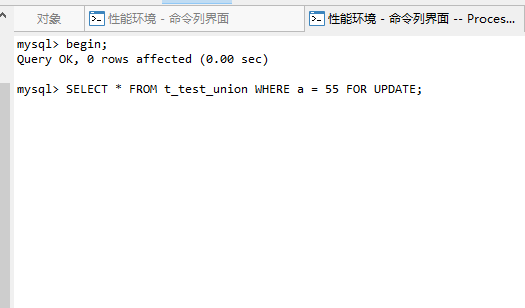 对象
性能环境 - 命令列界面
性能环境 - 命令列界面 -- Proces...
mysql> begin;
Query OK, 0 rows affected (0.00 sec)
mysql> SELECT * FROM t_test_union WHERE a = 55 FOR UPDATE;